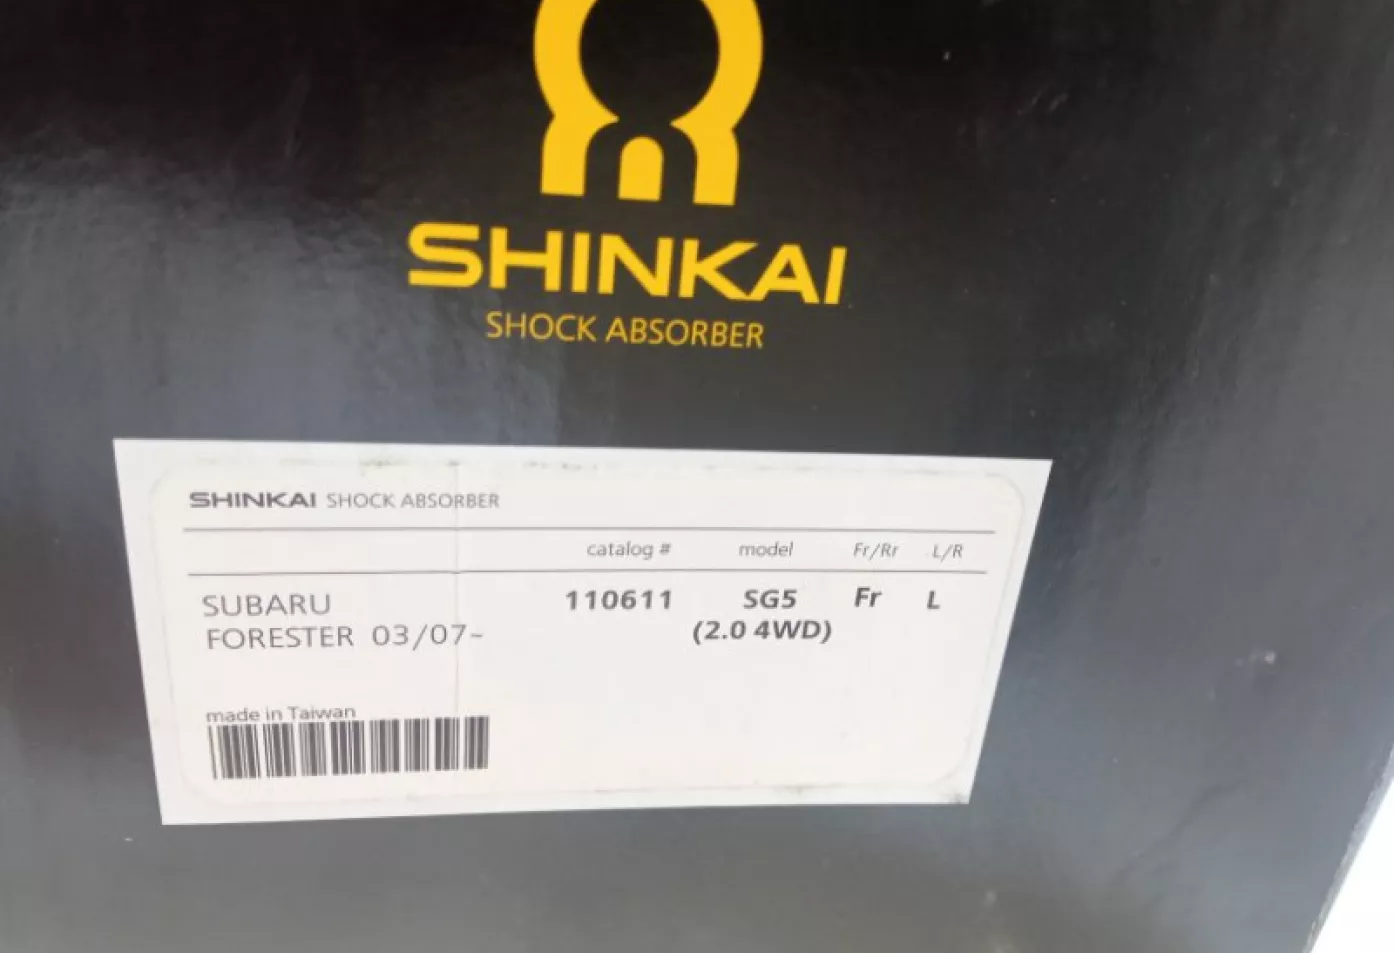 SHINKAI
SHOCK ABSORBER
SHINKAI SHOCK ABSORBER
catalog # model Fr/Rr L/R
SUBARU 110611 SG5 Fr L
FORESTER 03/07~ (2.0 4WD)
made in Taiwan